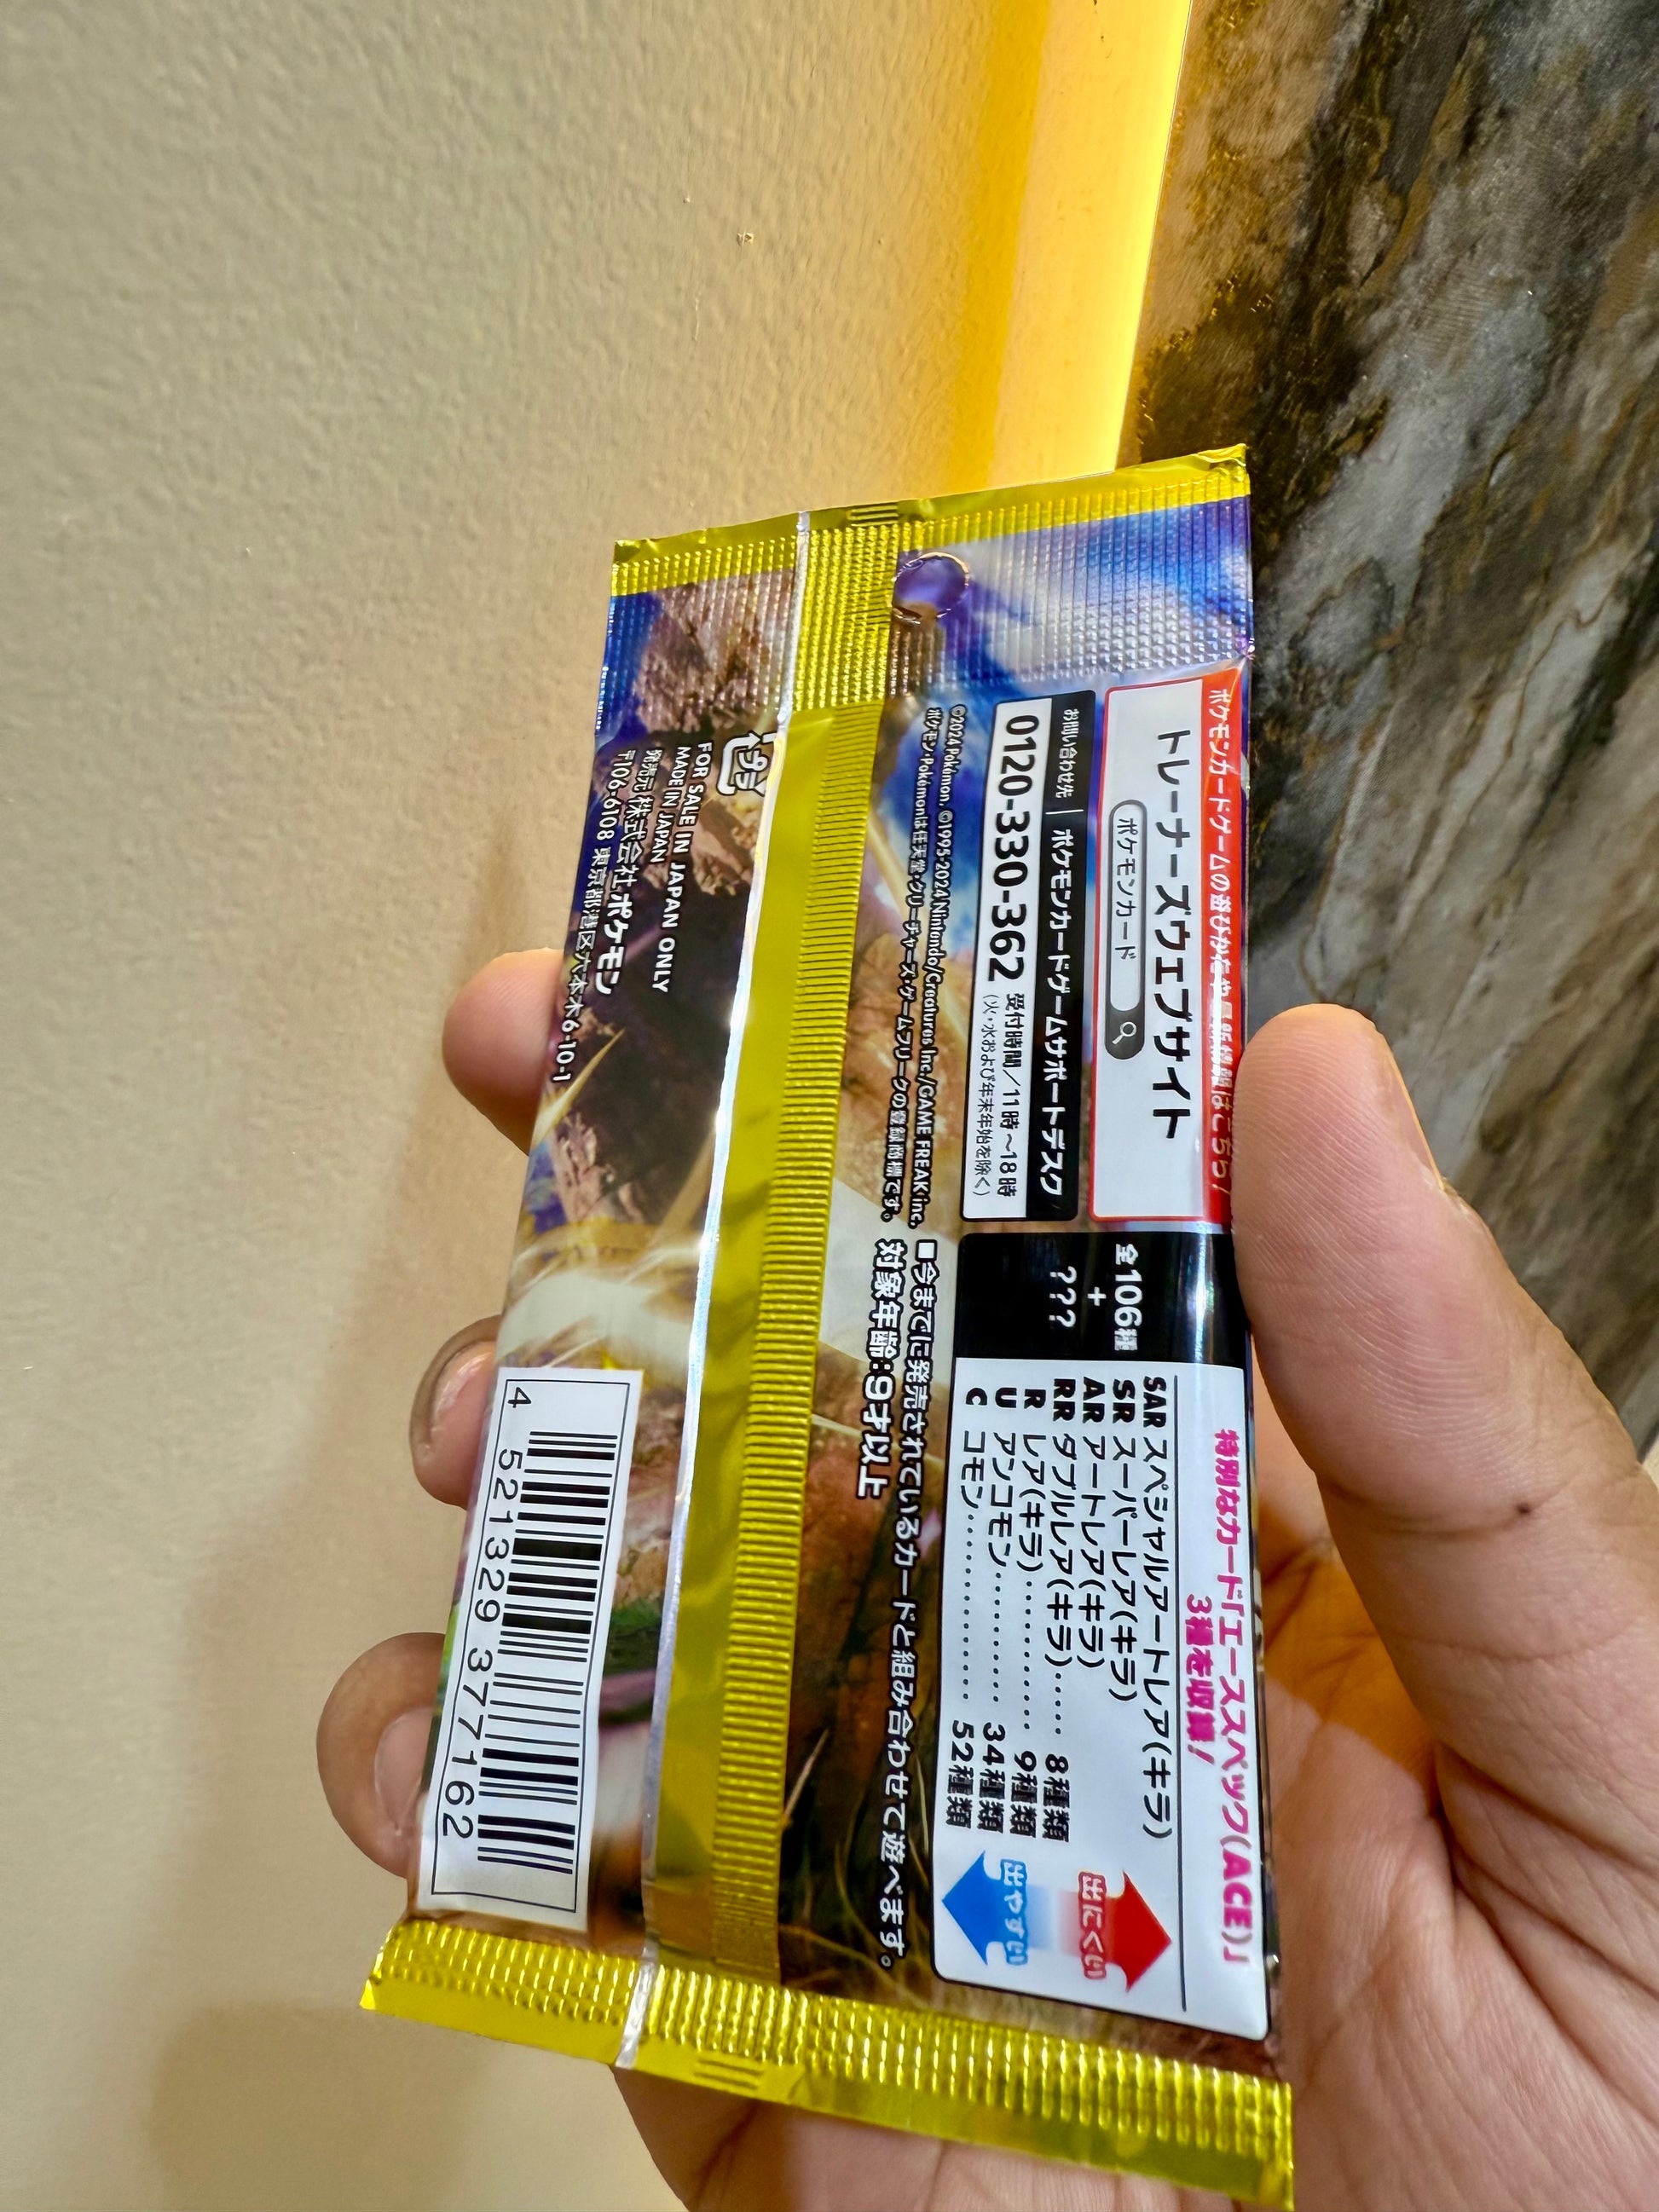 ポケモンカードゲームの遊びかたや最新情報はこちら!
トレーナーズウェブサイト
ポケモンカード
お問い合わせ先 | ポケモンカードゲームサポートデスク
0120-330-362 受付時間/11時~18時
(火・水および年末年始を除く)
©2024 Pokémon. ©1995-2024 Nintendo/Creatures Inc./GAME FREAK inc.
ポケモン・Pokémonは任天堂・クリーチャーズ・ゲームフリークの登録商標です。
特別なカード「エーススペック(ACE)」
3種を収録!
全106種
+
???
SAR スペシャルアートレア(キラ)
SR スーパーレア(キラ)
AR アートレア(キラ)
RR ダブルレア(キラ)…… 8種類
R レア(キラ)………… 9種類
U アンコモン………… 34種類
C コモン……………… 52種類
出にくい
出やすい
■今までに発売されているカードと組み合わせて遊べます。
対象年齢:9才以上
プラ
FOR SALE IN JAPAN ONLY
MADE IN JAPAN
発売元 株式会社ポケモン
〒106-6108 東京都港区六本木6-10-1
4 521329 377162